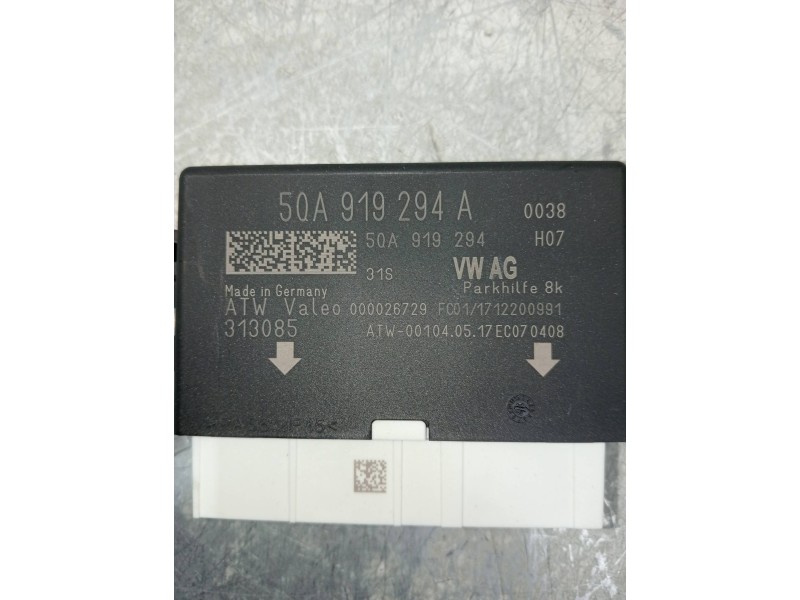 5QA 919 294 A 0038
5QA 919 294 H07
31S VW AG
Made in Germany Parkhilfe 8k
ATW Valeo 000026729 FC01/1712200991
313085 ATW-00104.05.17EC070408